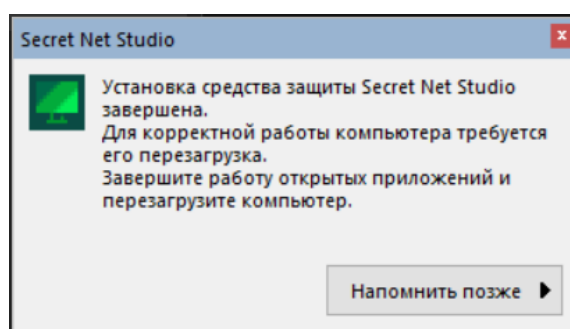 Secret Net Studio
Установка средства защиты Secret Net Studio
завершена.
Для корректной работы компьютера требуется
его перезагрузка.
Завершите работу открытых приложений и
перезагрузите компьютер.
Напомнить позже